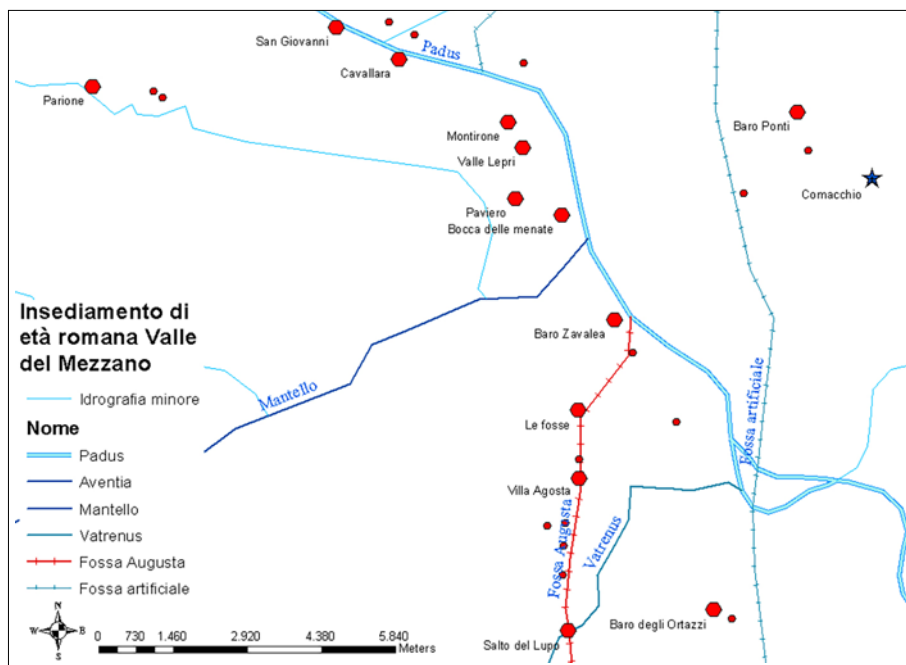 San Giovanni
Padus
Cavallara
Parione
Montirone
Baro Ponti
Valle Lepri
Comacchio
Paviero
Bocca delle menate
Insediamento di
età romana Valle
del Mezzano
Baro Zavalea
Mantello
Fossa artificiale
Idrografia minore
Le fosse
Nome
Padus
Aventia
Villa Agosta
Mantello
Vatrenus
Vatrenus
Fossa Augusta
Fossa Augusta
Fossa artificiale
N
W E
S
0 730 1.460 2.920 4.380 5.840
Meters
Baro degli Ortazzi
Salto del Lupo